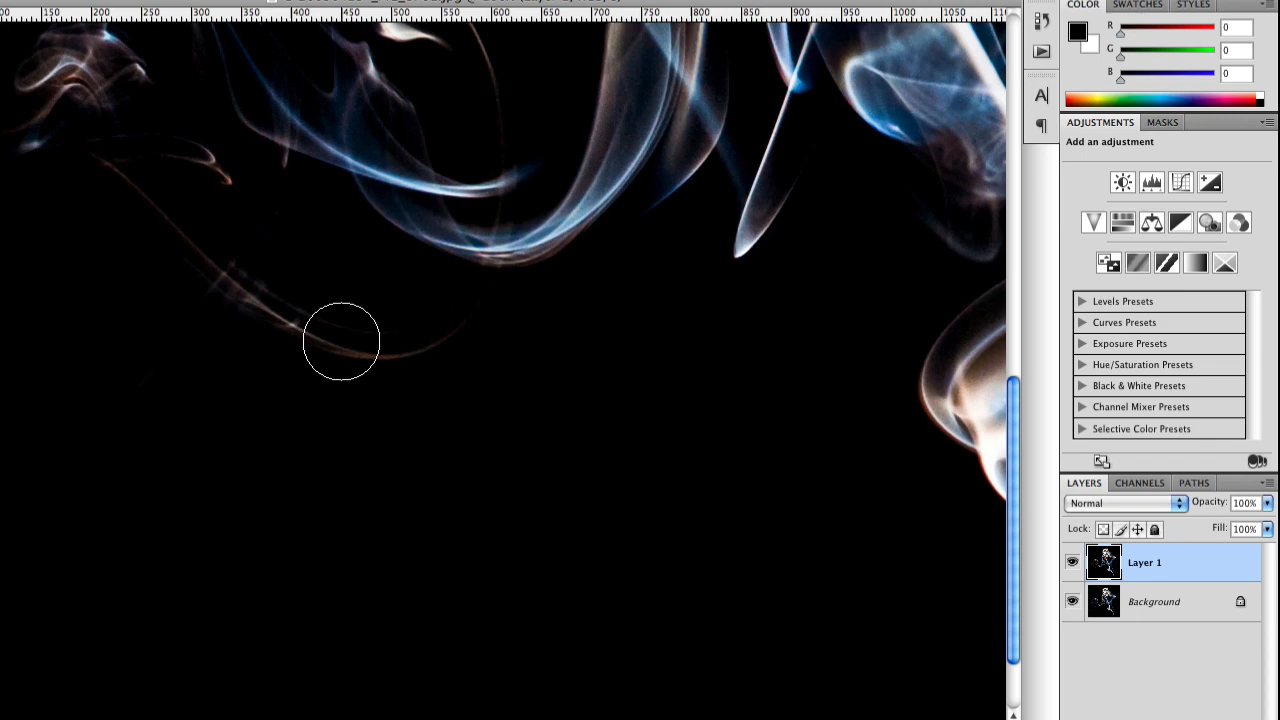 COLOR SWATCHES STYLES
150 200 250 300 350 400 450 500 550 600 650 700 750 800 850 900 950 1000 1050
R 0
G 0
B 0
A
ADJUSTMENTS MASKS
Add an adjustment
Levels Presets
Curves Presets
Exposure Presets
Hue/Saturation Presets
Black & White Presets
Channel Mixer Presets
Selective Color Presets
LAYERS CHANNELS PATHS
Normal Opacity: 100%
Lock: Fill: 100%
Layer 1
Background